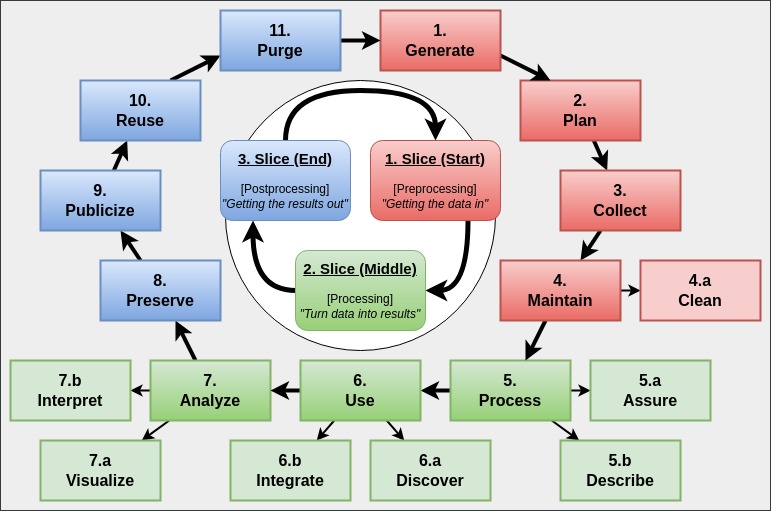 11.
Purge
1.
Generate
10.
Reuse
2.
Plan
9.
Publicize
3.
Collect
8.
Preserve
4.
Maintain
4.a
Clean
3. Slice (End)
[Postprocessing]
"Getting the results out"
1. Slice (Start)
[Preprocessing]
"Getting the data in"
2. Slice (Middle)
[Processing]
"Turn data into results"
7.b
Interpret
7.
Analyze
6.
Use
5.
Process
5.a
Assure
7.a
Visualize
6.b
Integrate
6.a
Discover
5.b
Describe